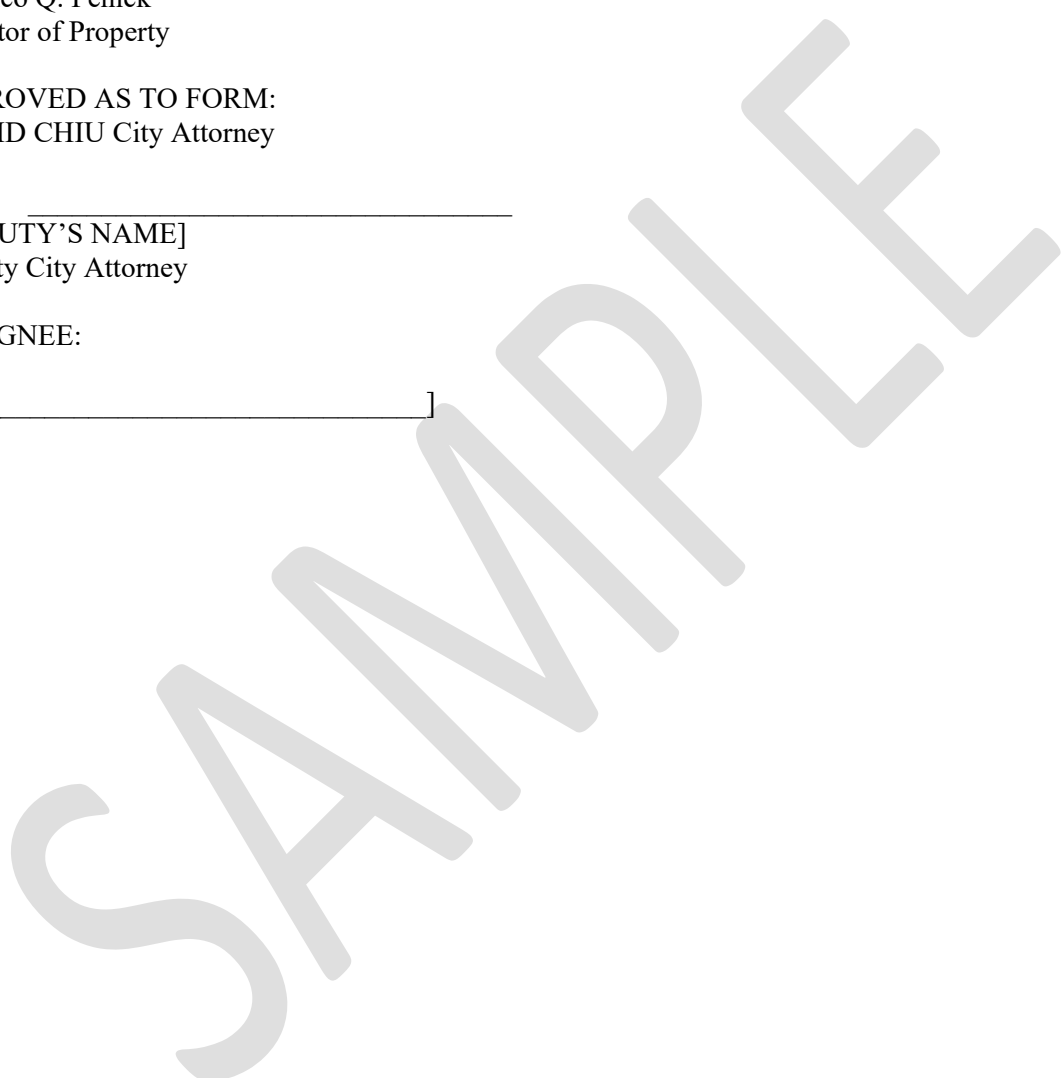 co Q. Penick
tor of Property
ROVED AS TO FORM:
ID CHIU City Attorney
UTY’S NAME]
ty City Attorney
GNEE:
]
SAMPLE